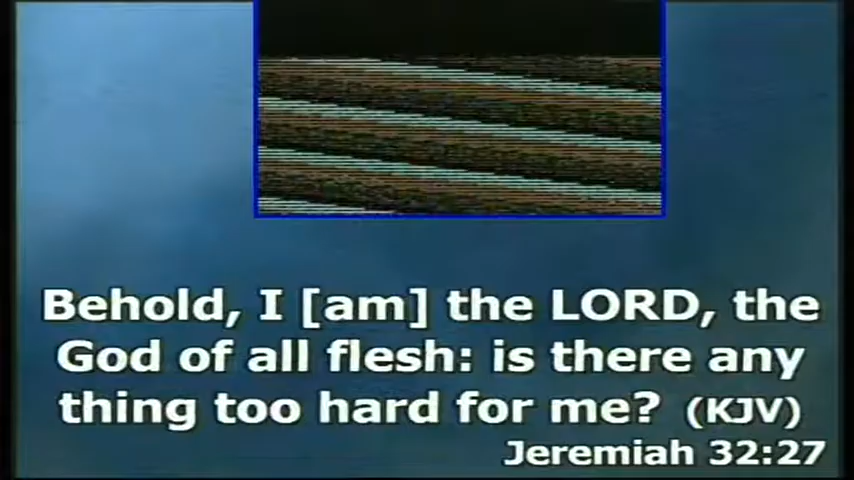 Behold, I [am] the LORD, the
God of all flesh: is there any
thing too hard for me? (KJV)
Jeremiah 32:27